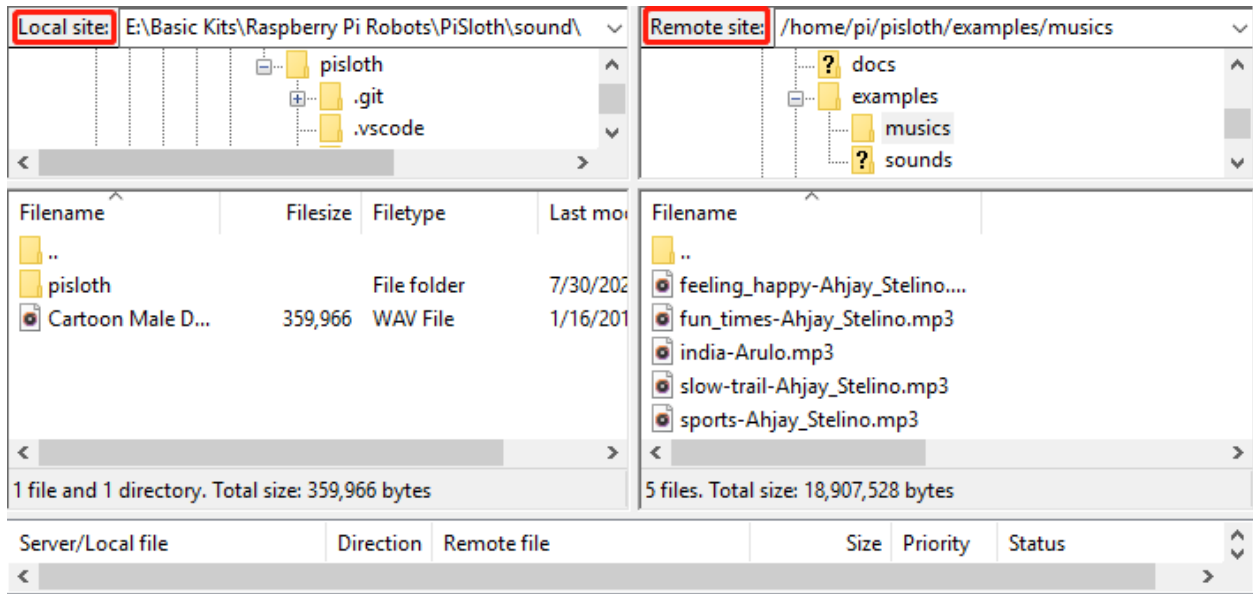 Local site: E:\Basic Kits\Raspberry Pi Robots\PiSloth\sound\
pisloth
.git
.vscode
Remote site: /home/pi/pisloth/examples/musics
? docs
examples
musics
? sounds
Filename Filesize Filetype Last mo
..
pisloth File folder 7/30/202
Cartoon Male D... 359,966 WAV File 1/16/201
1 file and 1 directory. Total size: 359,966 bytes
Filename
..
feeling_happy-Ahjay_Stelino....
fun_times-Ahjay_Stelino.mp3
india-Arulo.mp3
slow-trail-Ahjay_Stelino.mp3
sports-Ahjay_Stelino.mp3
5 files. Total size: 18,907,528 bytes
Server/Local file Direction Remote file Size Priority Status